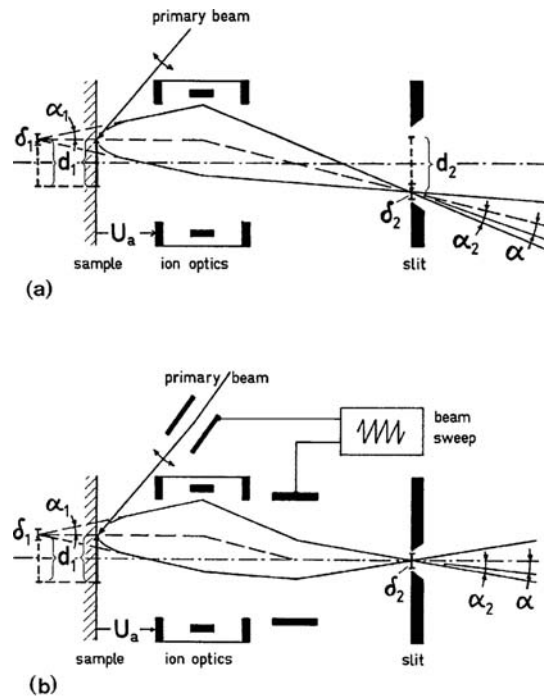 primary beam
α₁
δ₁ d₁ d₂
δ₂
Uₐ α₂ α
sample ion optics slit
(a)
primary beam
beam
sweep
α₁
δ₁ d₁
δ₂ α₂ α
Uₐ
sample ion optics slit
(b)